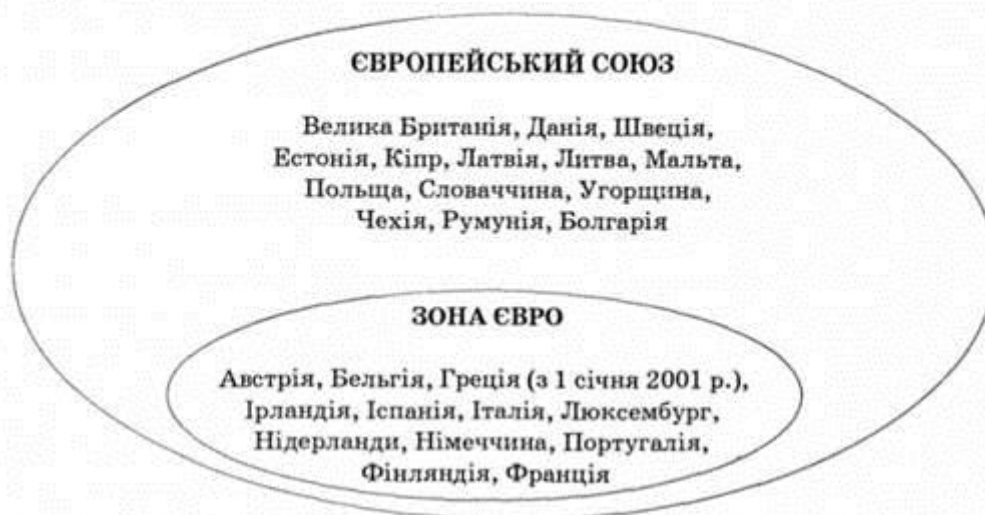 ЄВРОПЕЙСЬКИЙ СОЮЗ
Велика Британія, Данія, Швеція,
Естонія, Кіпр, Латвія, Литва, Мальта,
Польща, Словаччина, Угорщина,
Чехія, Румунія, Болгарія
ЗОНА ЄВРО
Австрія, Бельгія, Греція (з 1 січня 2001 р.),
Ірландія, Іспанія, Італія, Люксембург,
Нідерланди, Німеччина, Португалія,
Фінляндія, Франція